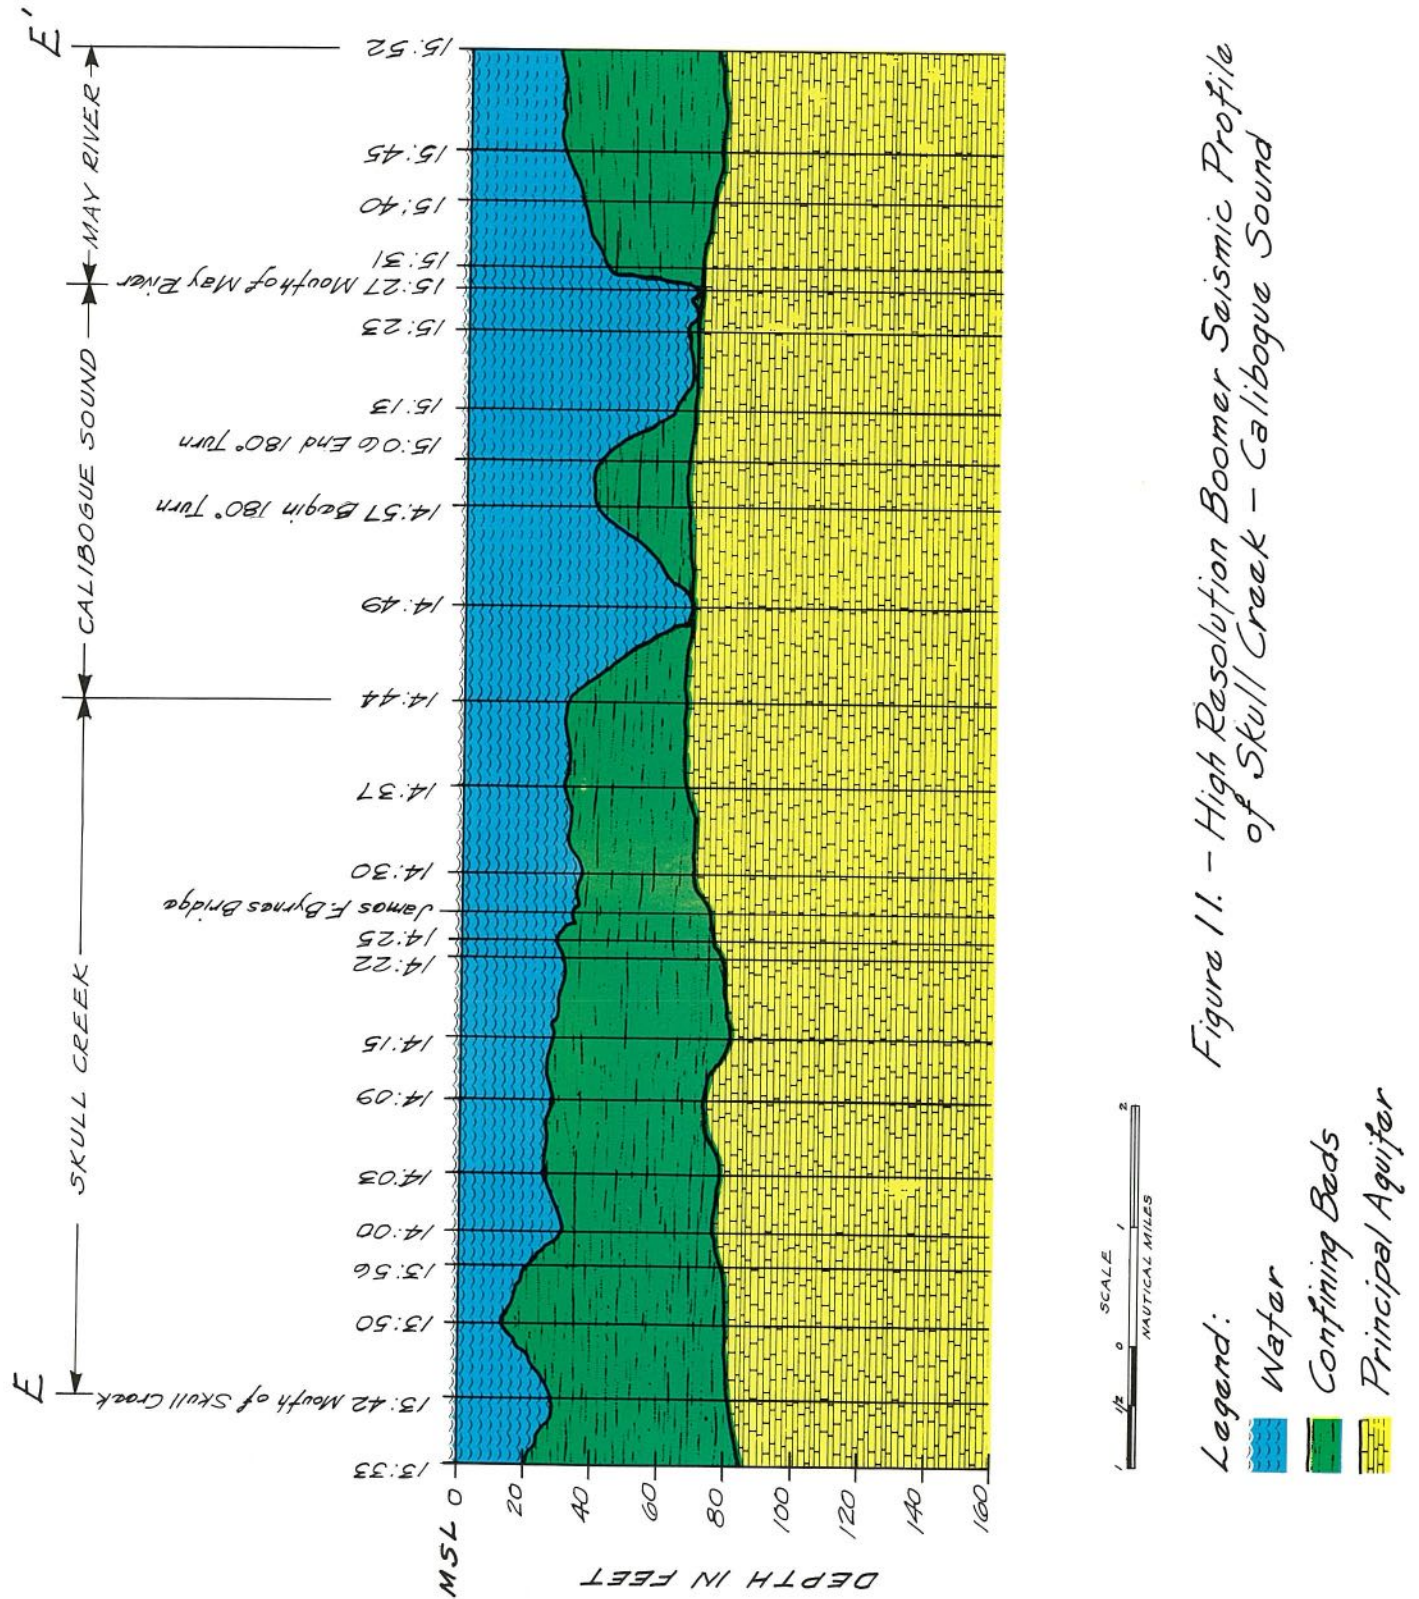 E
E'
SKULL CREEK
CALIBOGUE SOUND
MAY RIVER
13:33
13:42 Mouth of Skull Creek
13:50
13:56
14:00
14:03
14:09
14:15
14:22
14:25
James F. Byrnes Bridge
14:30
14:37
14:44
14:49
14:57 Begin 180° Turn
15:06 End 180° Turn
15:13
15:23
15:27 Mouth of May River
15:31
15:40
15:45
15:52
MSL
0
20
40
60
80
100
120
140
160
DEPTH IN FEET
SCALE
1
1/2
0
1
2
NAUTICAL MILES
Legend:
Water
Confining Beds
Principal Aquifer
Figure 11. - High Resolution Boomer Seismic Profile
of Skull Creek - Calibogue Sound